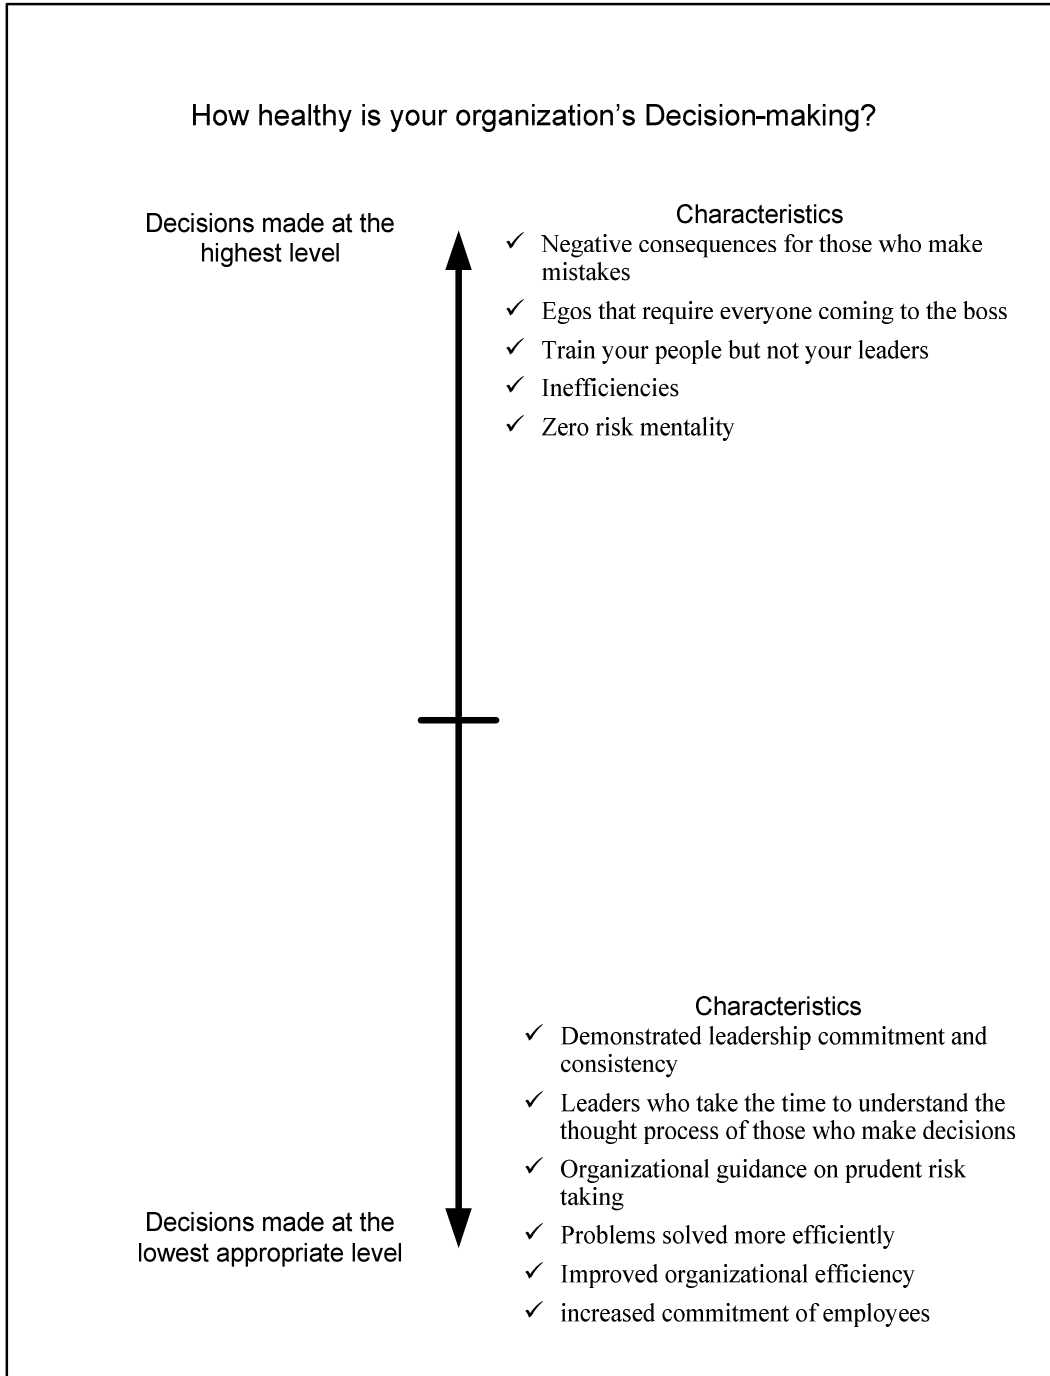 How healthy is your organization’s Decision-making?
Decisions made at the
highest level
Characteristics
✓ Negative consequences for those who make
mistakes
✓ Egos that require everyone coming to the boss
✓ Train your people but not your leaders
✓ Inefficiencies
✓ Zero risk mentality
Characteristics
✓ Demonstrated leadership commitment and
consistency
✓ Leaders who take the time to understand the
thought process of those who make decisions
✓ Organizational guidance on prudent risk
taking
✓ Problems solved more efficiently
✓ Improved organizational efficiency
✓ increased commitment of employees
Decisions made at the
lowest appropriate level